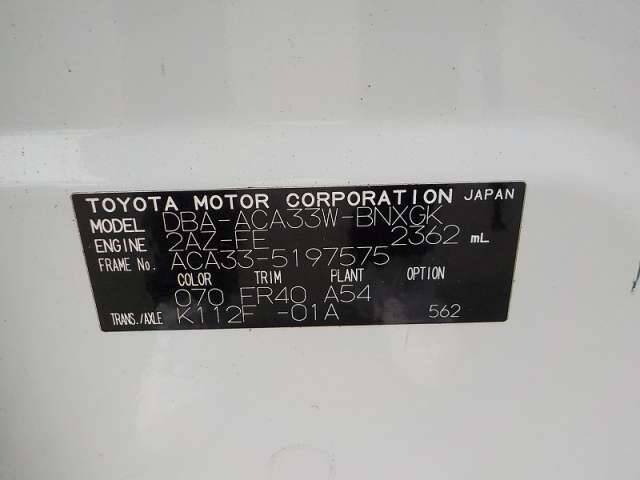 TOYOTA MOTOR CORPORATION JAPAN
MODEL DBA-ACA33W-BNXGK
ENGINE 2AZ-FE 2362 mL
FRAME No. ACA33-5197575
COLOR TRIM PLANT OPTION
070 FR40 A54
TRANS./AXLE K112F -01A 562